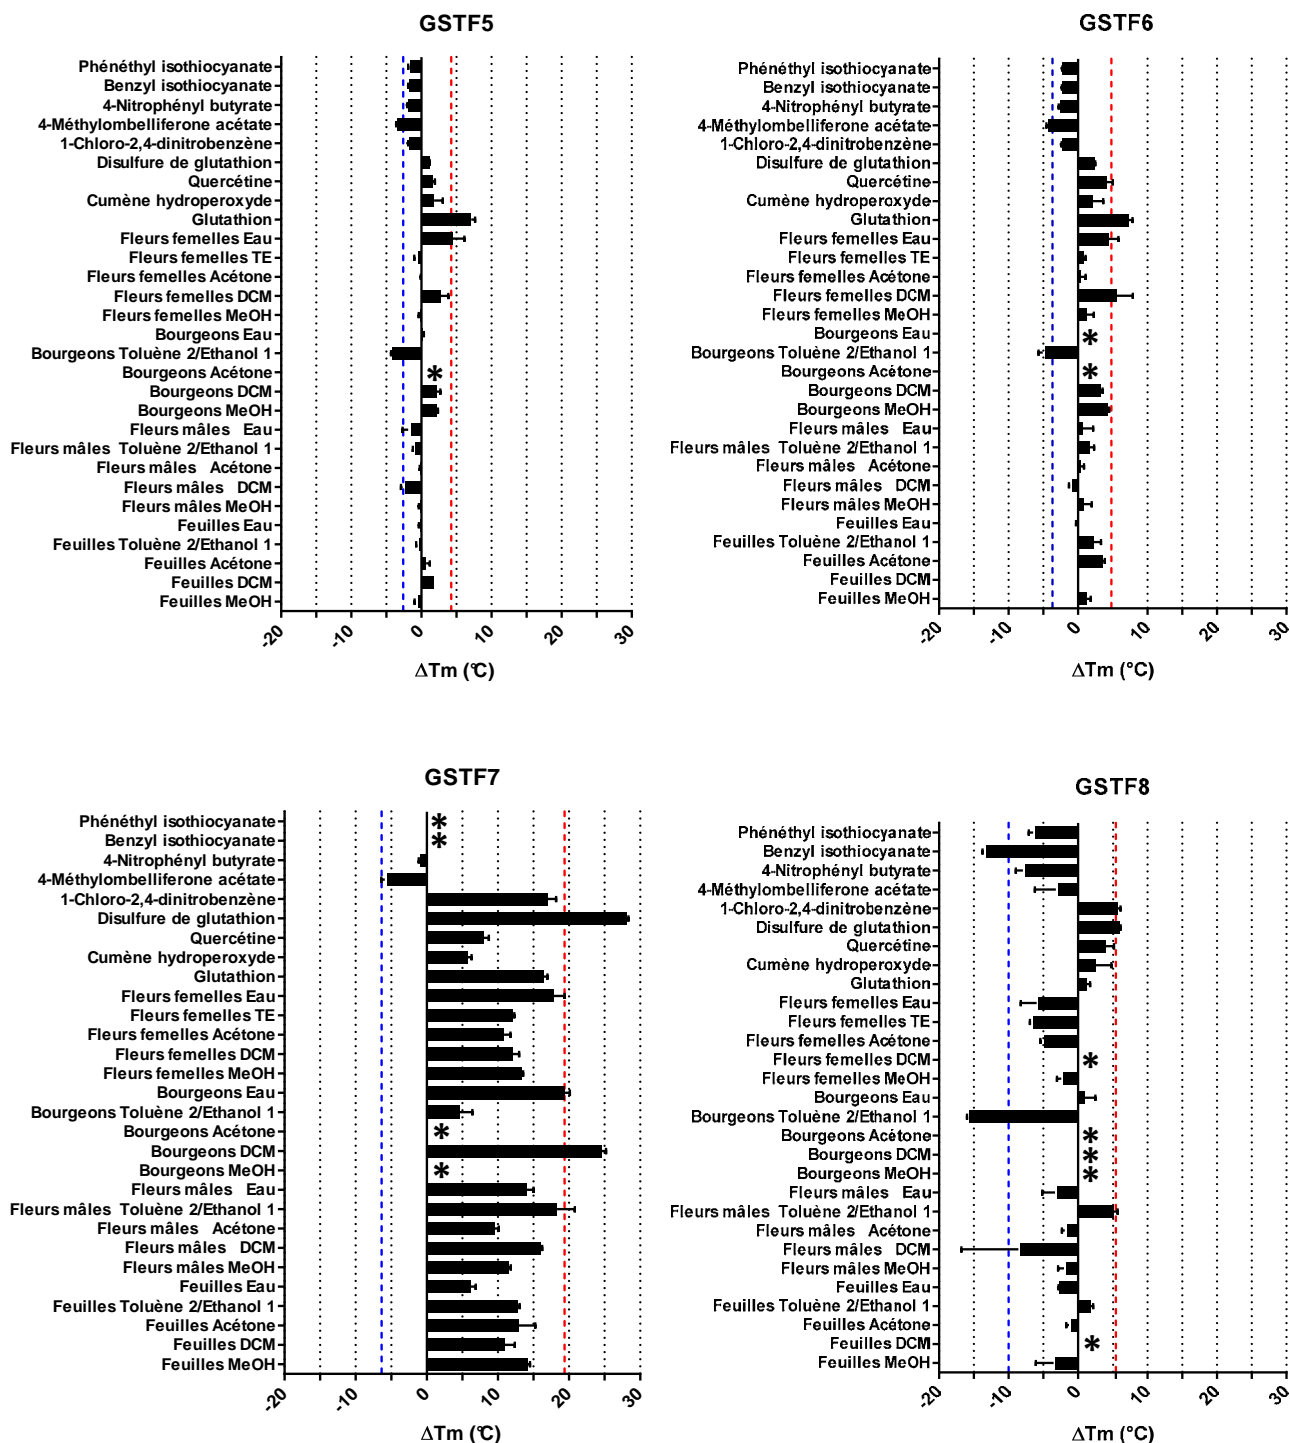 GSTF5
Phénéthyl isothiocyanate
Benzyl isothiocyanate
4-Nitrophényl butyrate
4-Méthylombelliferone acétate
1-Chloro-2,4-dinitrobenzène
Disulfure de glutathion
Quercétine
Cumène hydroperoxyde
Glutathion
Fleurs femelles Eau
Fleurs femelles TE
Fleurs femelles Acétone
Fleurs femelles DCM
Fleurs femelles MeOH
Bourgeons Eau
Bourgeons Toluène 2/Ethanol 1
Bourgeons Acétone *
Bourgeons DCM
Bourgeons MeOH
Fleurs mâles Eau
Fleurs mâles Toluène 2/Ethanol 1
Fleurs mâles Acétone
Fleurs mâles DCM
Fleurs mâles MeOH
Feuilles Eau
Feuilles Toluène 2/Ethanol 1
Feuilles Acétone
Feuilles DCM
Feuilles MeOH
-20 -10 0 10 20 30
ΔTm (°C)
GSTF6
Phénéthyl isothiocyanate
Benzyl isothiocyanate
4-Nitrophényl butyrate
4-Méthylombelliferone acétate
1-Chloro-2,4-dinitrobenzène
Disulfure de glutathion
Quercétine
Cumène hydroperoxyde
Glutathion
Fleurs femelles Eau
Fleurs femelles TE
Fleurs femelles Acétone
Fleurs femelles DCM
Fleurs femelles MeOH
Bourgeons Eau *
Bourgeons Toluène 2/Ethanol 1
Bourgeons Acétone *
Bourgeons DCM
Bourgeons MeOH
Fleurs mâles Eau
Fleurs mâles Toluène 2/Ethanol 1
Fleurs mâles Acétone
Fleurs mâles DCM
Fleurs mâles MeOH
Feuilles Eau
Feuilles Toluène 2/Ethanol 1
Feuilles Acétone
Feuilles DCM
Feuilles MeOH
-20 -10 0 10 20 30
ΔTm (°C)
GSTF7
Phénéthyl isothiocyanate *
Benzyl isothiocyanate *
4-Nitrophényl butyrate
4-Méthylombelliferone acétate
1-Chloro-2,4-dinitrobenzène
Disulfure de glutathion
Quercétine
Cumène hydroperoxyde
Glutathion
Fleurs femelles Eau
Fleurs femelles TE
Fleurs femelles Acétone
Fleurs femelles DCM
Fleurs femelles MeOH
Bourgeons Eau
Bourgeons Toluène 2/Ethanol 1
Bourgeons Acétone *
Bourgeons DCM
Bourgeons MeOH *
Fleurs mâles Eau
Fleurs mâles Toluène 2/Ethanol 1
Fleurs mâles Acétone
Fleurs mâles DCM
Fleurs mâles MeOH
Feuilles Eau
Feuilles Toluène 2/Ethanol 1
Feuilles Acétone
Feuilles DCM
Feuilles MeOH
-20 -10 0 10 20 30
ΔTm (°C)
GSTF8
Phénéthyl isothiocyanate
Benzyl isothiocyanate
4-Nitrophényl butyrate
4-Méthylombelliferone acétate
1-Chloro-2,4-dinitrobenzène
Disulfure de glutathion
Quercétine
Cumène hydroperoxyde
Glutathion
Fleurs femelles Eau
Fleurs femelles TE
Fleurs femelles Acétone
Fleurs femelles DCM *
Fleurs femelles MeOH
Bourgeons Eau
Bourgeons Toluène 2/Ethanol 1
Bourgeons Acétone *
Bourgeons DCM *
Bourgeons MeOH *
Fleurs mâles Eau
Fleurs mâles Toluène 2/Ethanol 1
Fleurs mâles Acétone
Fleurs mâles DCM
Fleurs mâles MeOH
Feuilles Eau
Feuilles Toluène 2/Ethanol 1
Feuilles Acétone
Feuilles DCM *
Feuilles MeOH
-20 -10 0 10 20 30
ΔTm (°C)